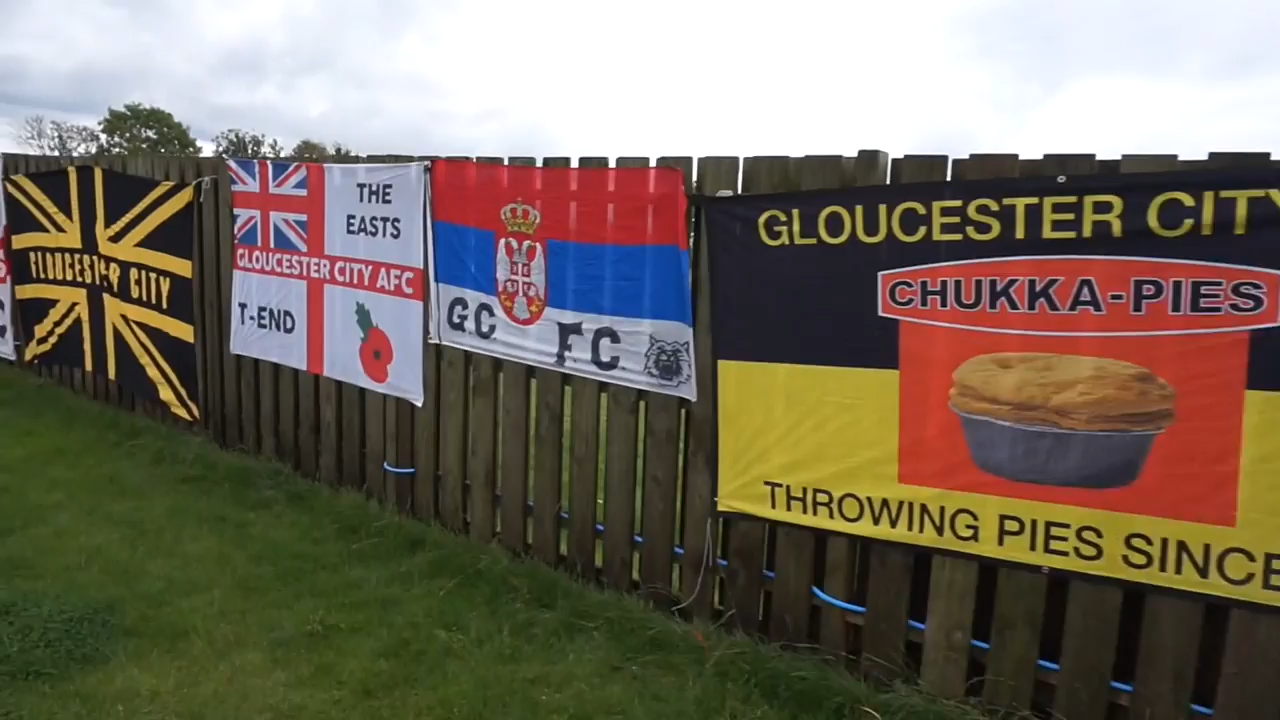 GLOUCESTER CITY
THE
EASTS
GLOUCESTER CITY AFC
T-END
GC FC
GLOUCESTER CITY
CHUKKA-PIES
THROWING PIES SINCE